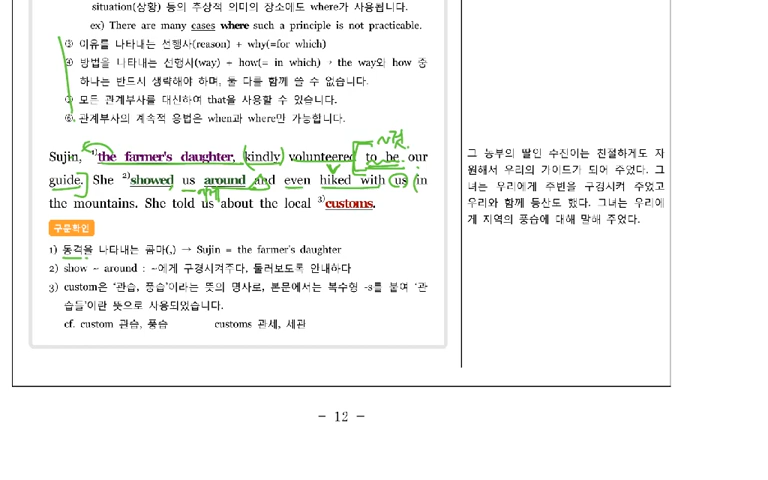 situation(상황) 등의 추상적 의미의 장소에도 where가 사용됩니다.
ex) There are many cases where such a principle is not practicable.
③ 이유를 나타내는 선행사(reason) + why(=for which)
④ 방법을 나타내는 선행사(way) + how(= in which) → the way와 how 중
하나는 반드시 생략해야 하며, 둘 다를 함께 쓸 수 없습니다.
⑤ 모든 관계부사를 대신하여 that을 사용할 수 있습니다.
⑥ 관계부사의 계속적 용법은 when과 where만 가능합니다.
~것.
Sujin, 1)the farmer's daughter, (kindly) volunteered to be our
guide. She 2)showed us around and even hiked with us (in
에게
the mountains. She told us about the local 3)customs.
구문확인
1) 동격을 나타내는 콤마(,) → Sujin = the farmer's daughter
2) show ~ around : ~에게 구경시켜주다, 둘러보도록 안내하다
3) custom은 ‘관습, 풍습’이라는 뜻의 명사로, 본문에서는 복수형 -s를 붙여 ‘관
습들’이란 뜻으로 사용되었습니다.
cf. custom 관습, 풍습 customs 관세, 세관
그 농부의 딸인 수진이는 친절하게도 자
원해서 우리의 가이드가 되어 주었다. 그
녀는 우리에게 주변을 구경시켜 주었고
우리와 함께 등산도 했다. 그녀는 우리에
게 지역의 풍습에 대해 말해 주었다.
- 12 -